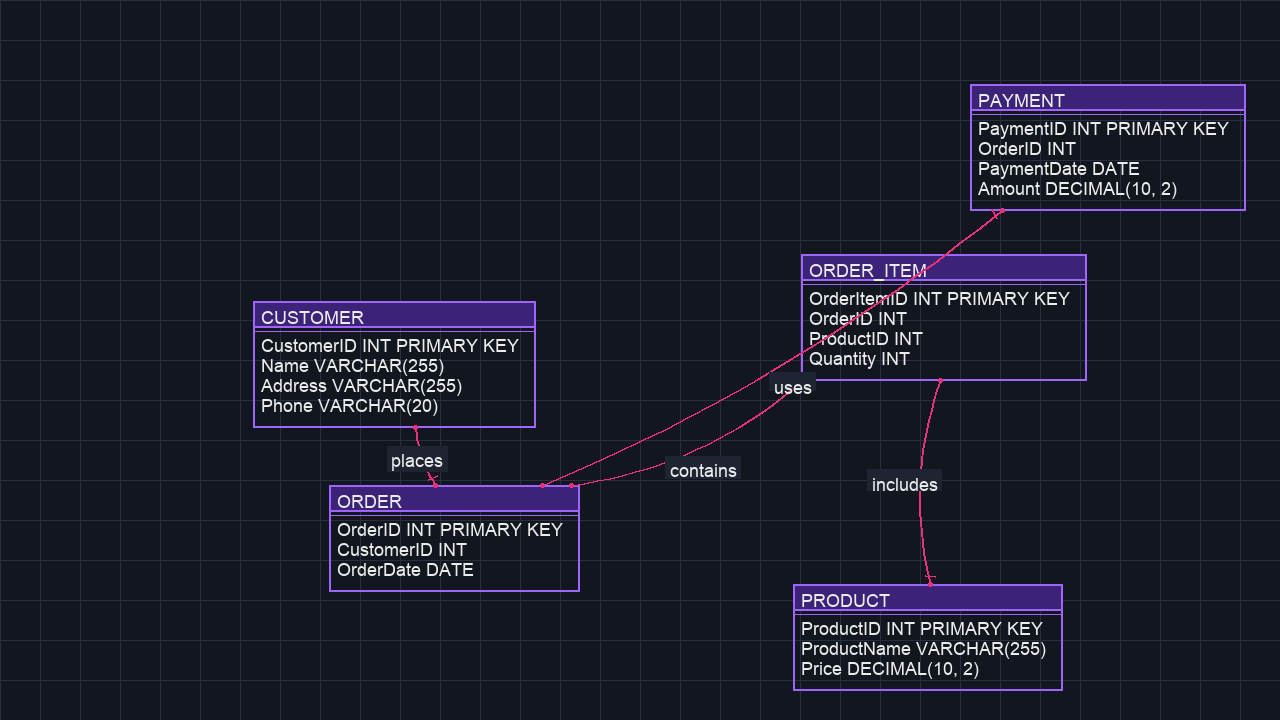 PAYMENT
PaymentID INT PRIMARY KEY
OrderID INT
PaymentDate DATE
Amount DECIMAL(10, 2)
ORDER_ITEM
OrderItemID INT PRIMARY KEY
OrderID INT
ProductID INT
Quantity INT
CUSTOMER
CustomerID INT PRIMARY KEY
Name VARCHAR(255)
Address VARCHAR(255)
Phone VARCHAR(20)
uses
places
contains
includes
ORDER
OrderID INT PRIMARY KEY
CustomerID INT
OrderDate DATE
PRODUCT
ProductID INT PRIMARY KEY
ProductName VARCHAR(255)
Price DECIMAL(10, 2)